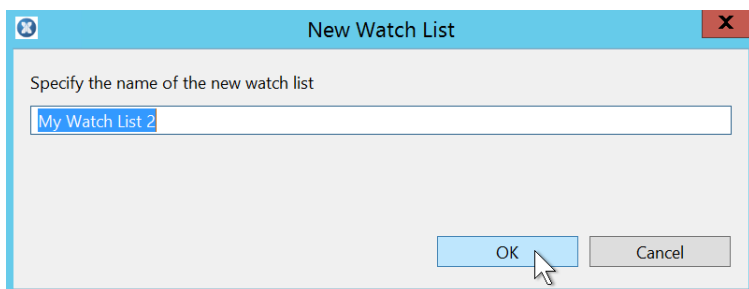 New Watch List
X
Specify the name of the new watch list
My Watch List 2
OK
Cancel